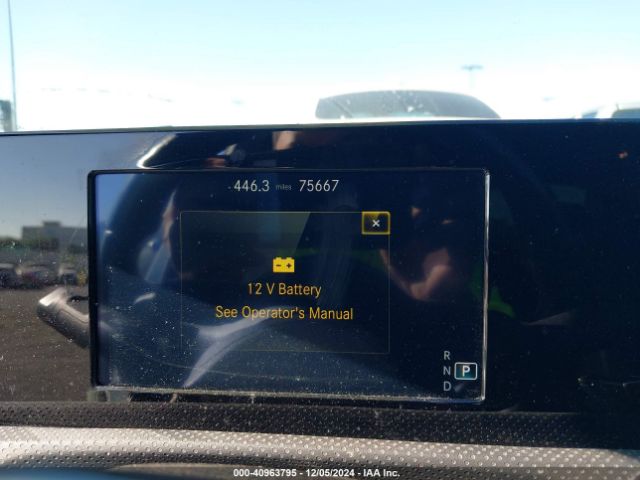 446.3 miles 75667
×
12 V Battery
See Operator's Manual
R
N P
D
000-40963795 - 12/05/2024 - IAA Inc.